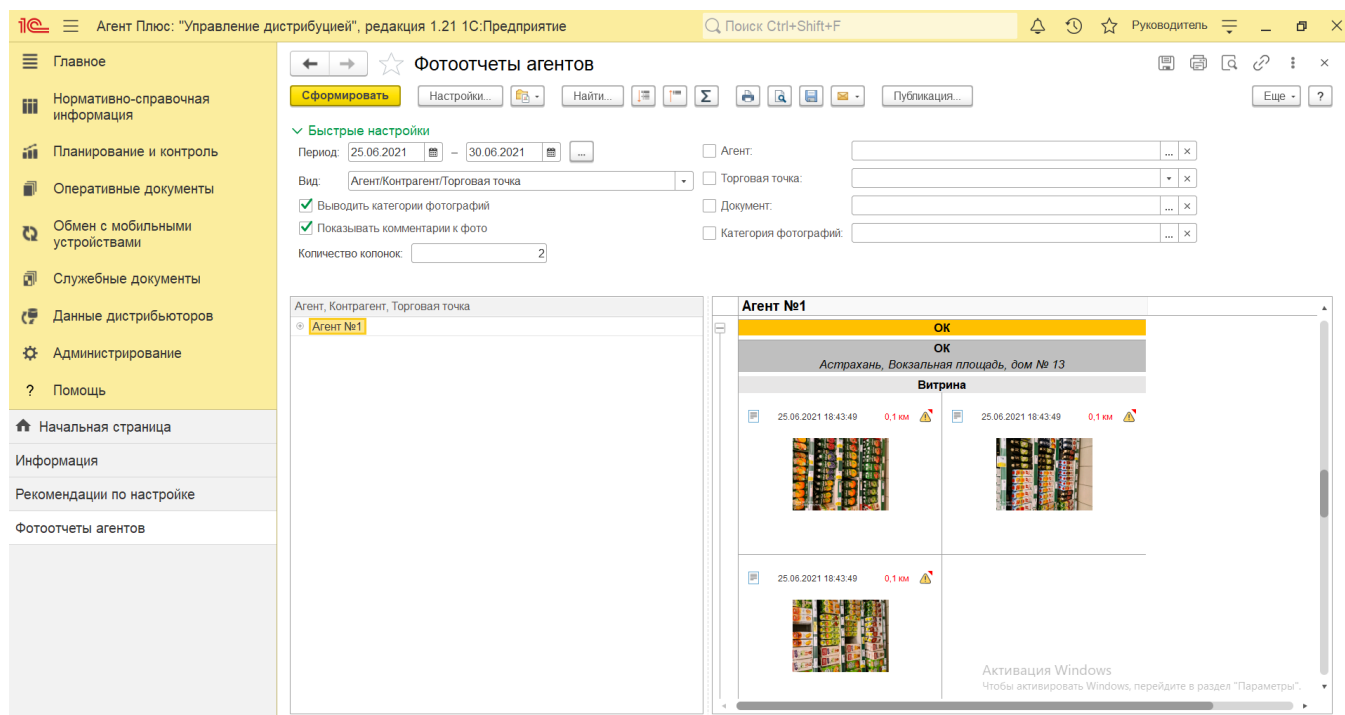 1С Агент Плюс: "Управление дистрибуцией", редакция 1.21 1С:Предприятие
Поиск Ctrl+Shift+F
Руководитель
Главное
Нормативно-справочная
информация
Планирование и контроль
Оперативные документы
Обмен с мобильными
устройствами
Служебные документы
Данные дистрибьюторов
Администрирование
? Помощь
Начальная страница
Информация
Рекомендации по настройке
Фотоотчеты агентов
Фотоотчеты агентов
Сформировать Настройки... Найти... Σ Публикация... Еще ?
Быстрые настройки
Период: 25.06.2021 – 30.06.2021 ...
Вид: Агент/Контрагент/Торговая точка
Выводить категории фотографий
Показывать комментарии к фото
Количество колонок: 2
Агент: ... ×
Торговая точка: ×
Документ: ... ×
Категория фотографий: ... ×
Агент, Контрагент, Торговая точка
Агент №1
Агент №1
ОК
ОК
Астрахань, Вокзальная площадь, дом № 13
Витрина
25.06.2021 18:43:49 0,1 км 25.06.2021 18:43:49 0,1 км
25.06.2021 18:43:49 0,1 км
Активация Windows
Чтобы активировать Windows, перейдите в раздел "Параметры".